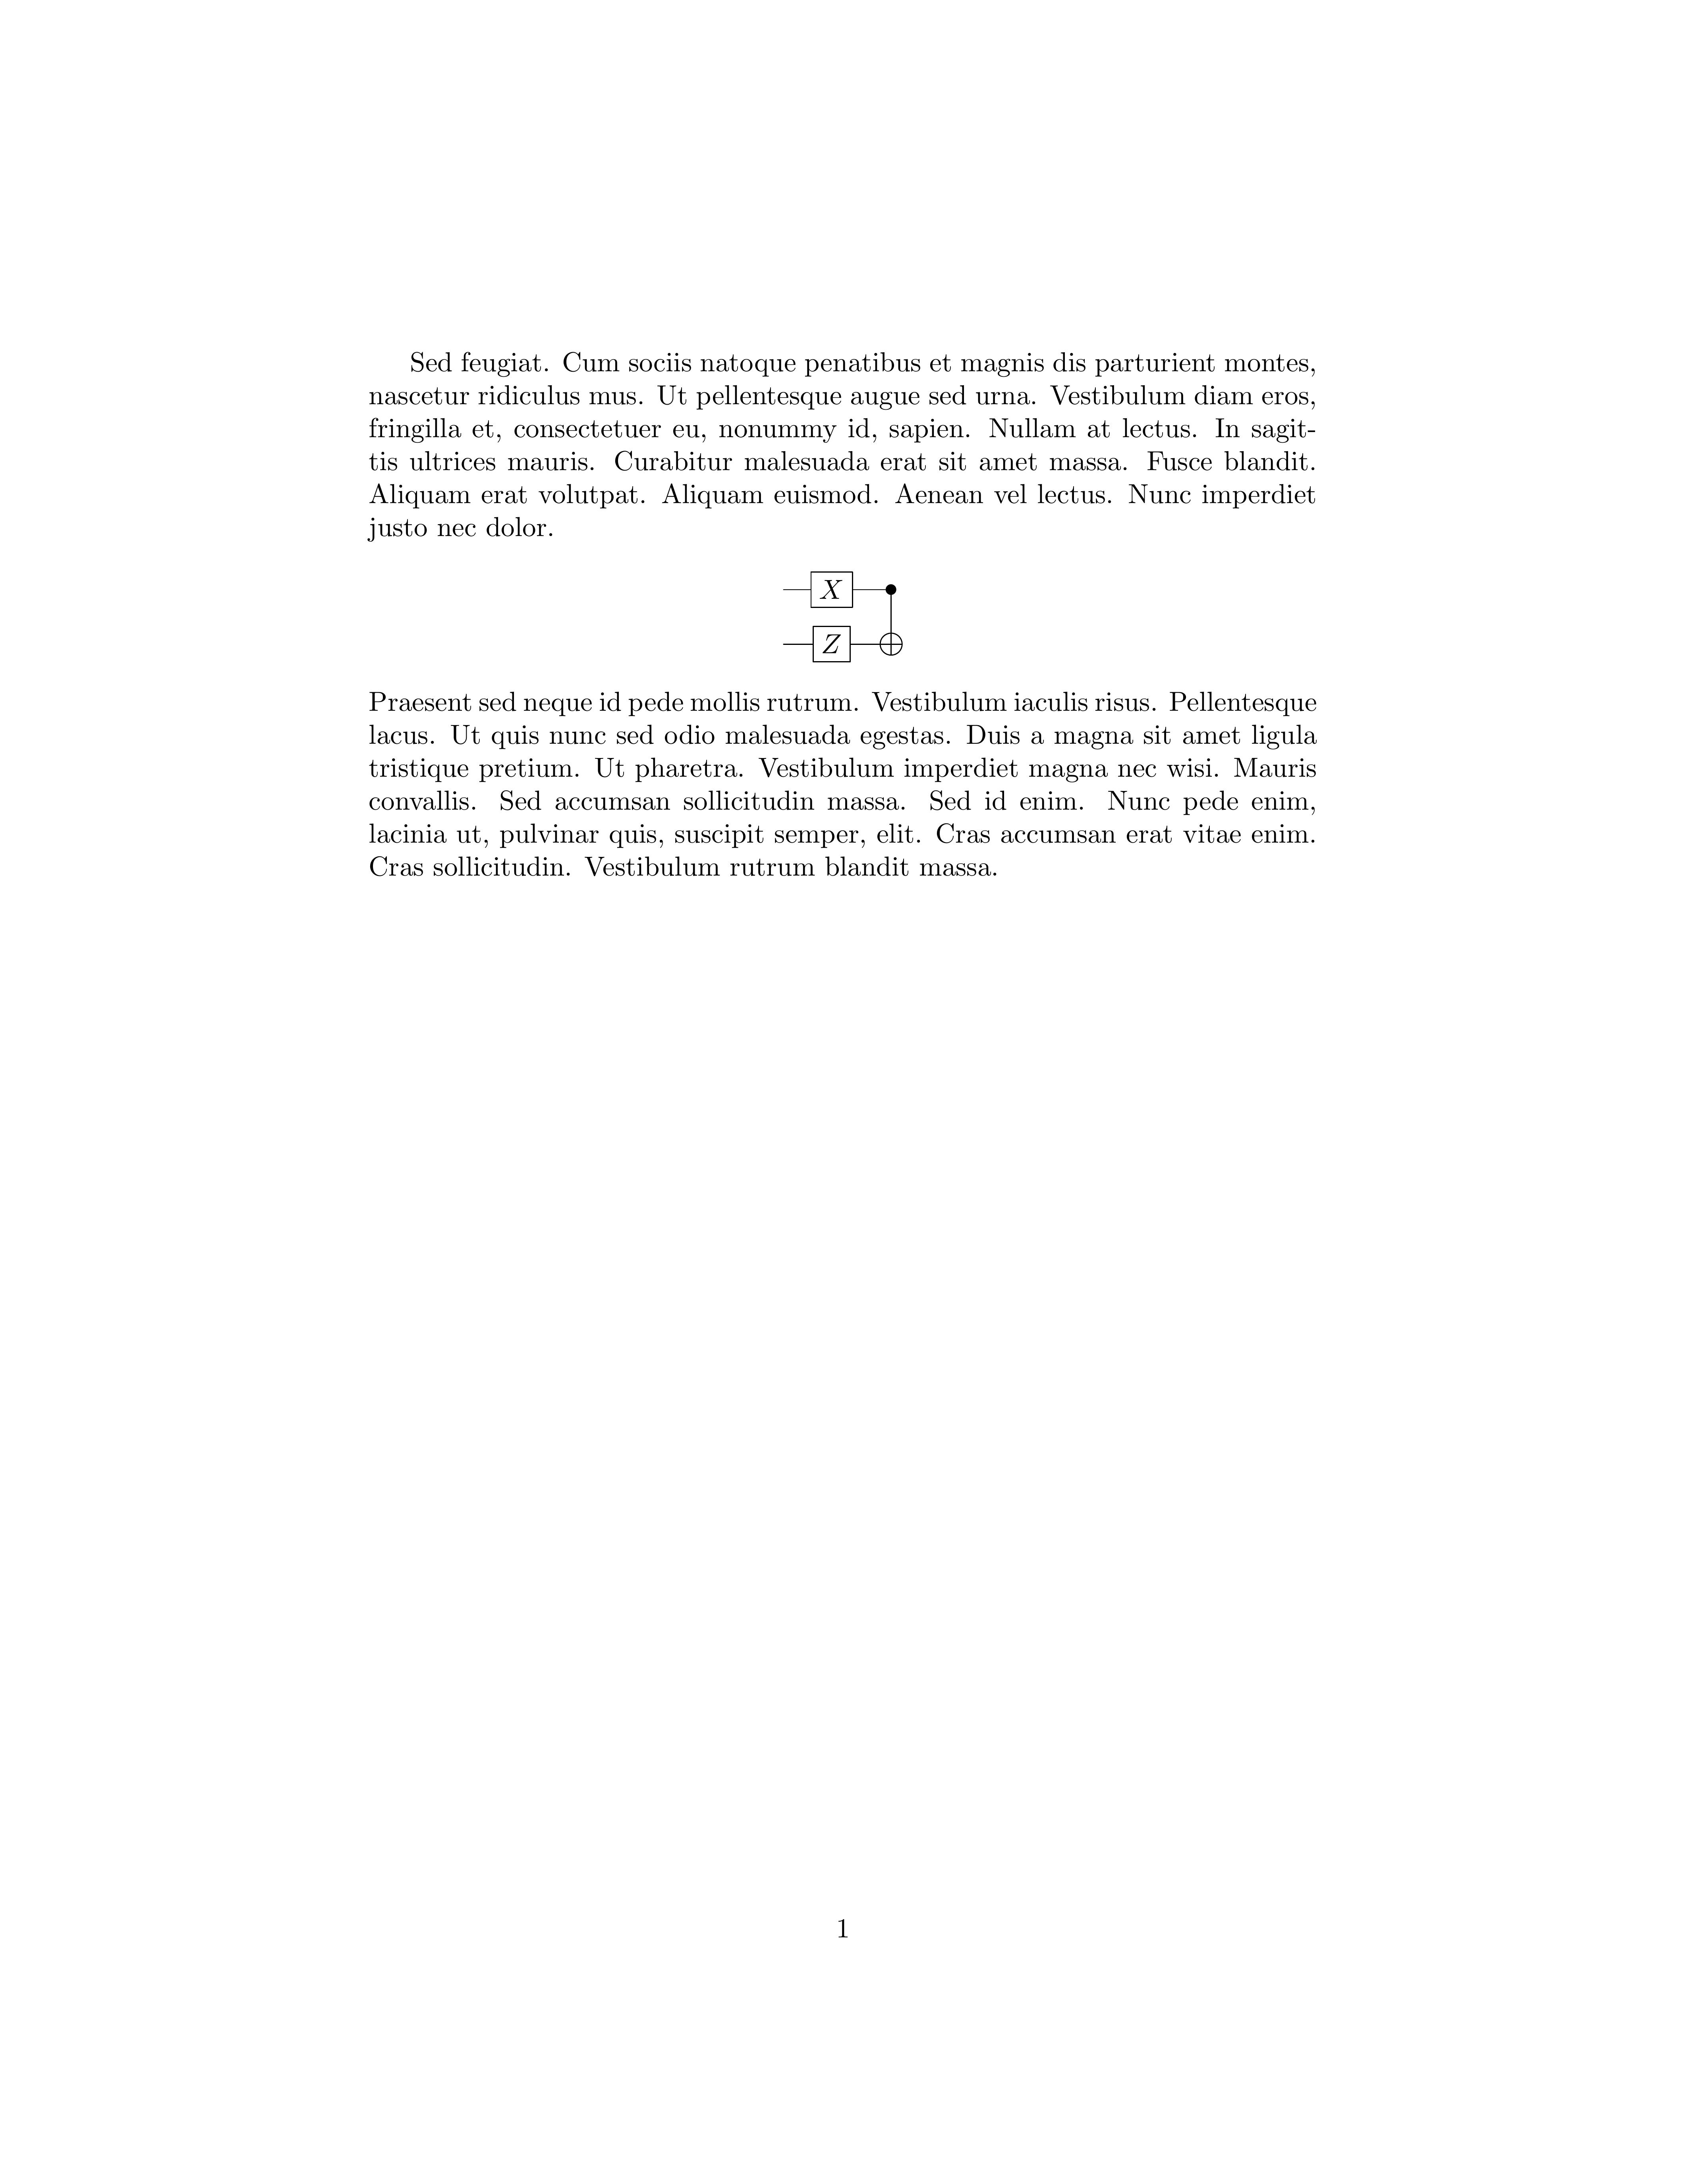 Sed feugiat. Cum sociis natoque penatibus et magnis dis parturient montes,
nascetur ridiculus mus. Ut pellentesque augue sed urna. Vestibulum diam eros,
fringilla et, consectetuer eu, nonummy id, sapien. Nullam at lectus. In sagit-
tis ultrices mauris. Curabitur malesuada erat sit amet massa. Fusce blandit.
Aliquam erat volutpat. Aliquam euismod. Aenean vel lectus. Nunc imperdiet
justo nec dolor.
X
Z
Praesent sed neque id pede mollis rutrum. Vestibulum iaculis risus. Pellentesque
lacus. Ut quis nunc sed odio malesuada egestas. Duis a magna sit amet ligula
tristique pretium. Ut pharetra. Vestibulum imperdiet magna nec wisi. Mauris
convallis. Sed accumsan sollicitudin massa. Sed id enim. Nunc pede enim,
lacinia ut, pulvinar quis, suscipit semper, elit. Cras accumsan erat vitae enim.
Cras sollicitudin. Vestibulum rutrum blandit massa.
1